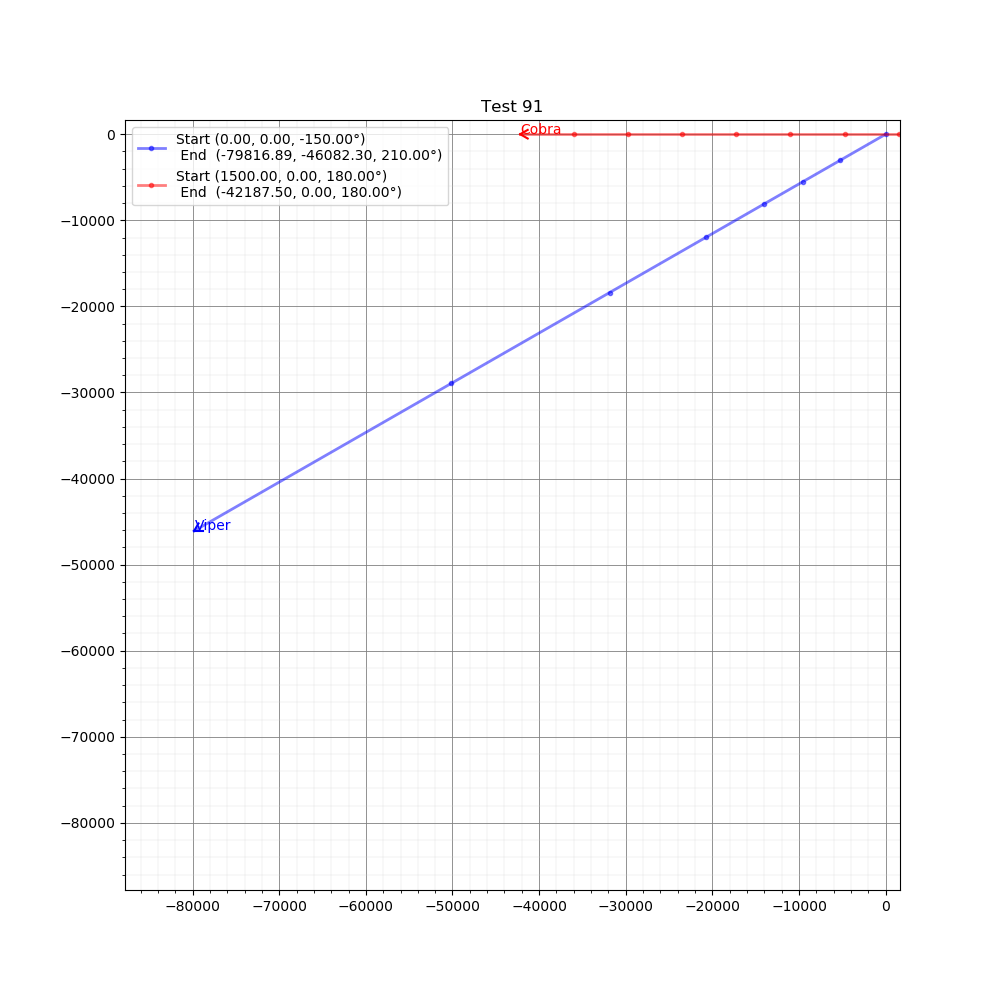 Test 91
Cobra
Start (0.00, 0.00, -150.00°)
End  (-79816.89, -46082.30, 210.00°)
Start (1500.00, 0.00, 180.00°)
End  (-42187.50, 0.00, 180.00°)
Viper
0
−10000
−20000
−30000
−40000
−50000
−60000
−70000
−80000
−80000 −70000 −60000 −50000 −40000 −30000 −20000 −10000 0